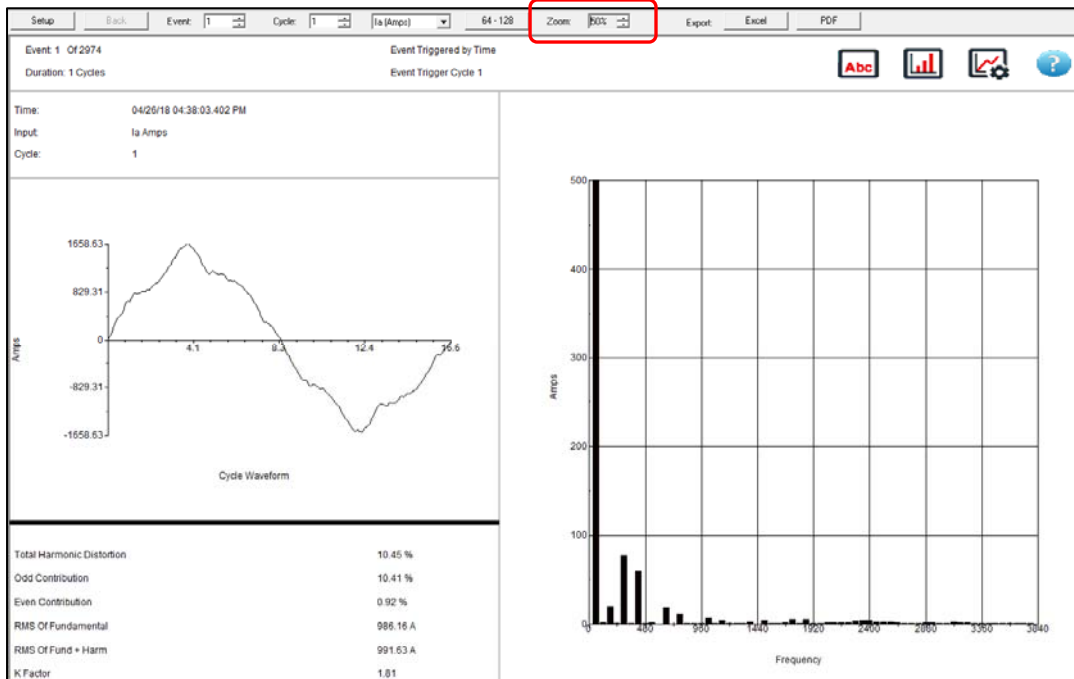 Setup Back Event: 1 Cycle: 1 Ia (Amps) 64 - 128 Zoom: 50% Export: Excel PDF
Event: 1 Of 2974 Event Triggered by Time
Duration: 1 Cycles Event Trigger Cycle 1
Abc ?
Time: 04/26/18 04:38:03.402 PM
Input: Ia Amps
Cycle: 1
1658.63
829.31
0
-829.31
-1658.63
4.1 8.3 12.4 16.6
Amps
Cycle Waveform
Total Harmonic Distortion 10.45 %
Odd Contribution 10.41 %
Even Contribution 0.92 %
RMS Of Fundamental 986.16 A
RMS Of Fund + Harm 991.63 A
K Factor 1.81
500
400
300
200
100
0
Amps
0 480 960 1440 1920 2400 2880 3360 3840
Frequency